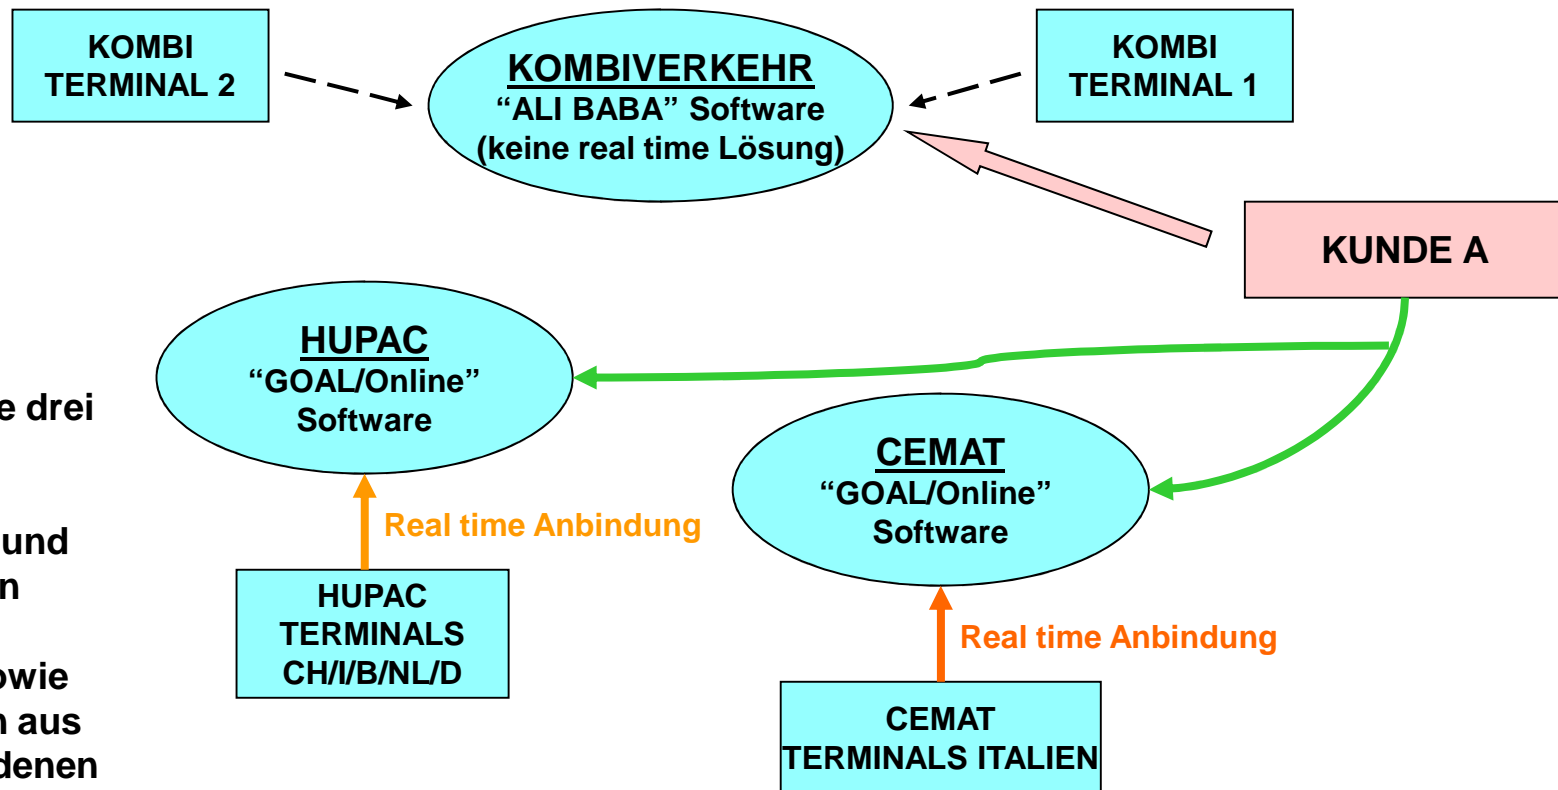 KOMBI
TERMINAL 2
KOMBIVERKEHR
“ALI BABA” Software
(keine real time Lösung)
KOMBI
TERMINAL 1
KUNDE A
HUPAC
“GOAL/Online”
Software
CEMAT
“GOAL/Online”
Software
Real time Anbindung
HUPAC
TERMINALS
CH/I/B/NL/D
Real time Anbindung
CEMAT
TERMINALS ITALIEN
e drei
und
n
owie
n aus
denen